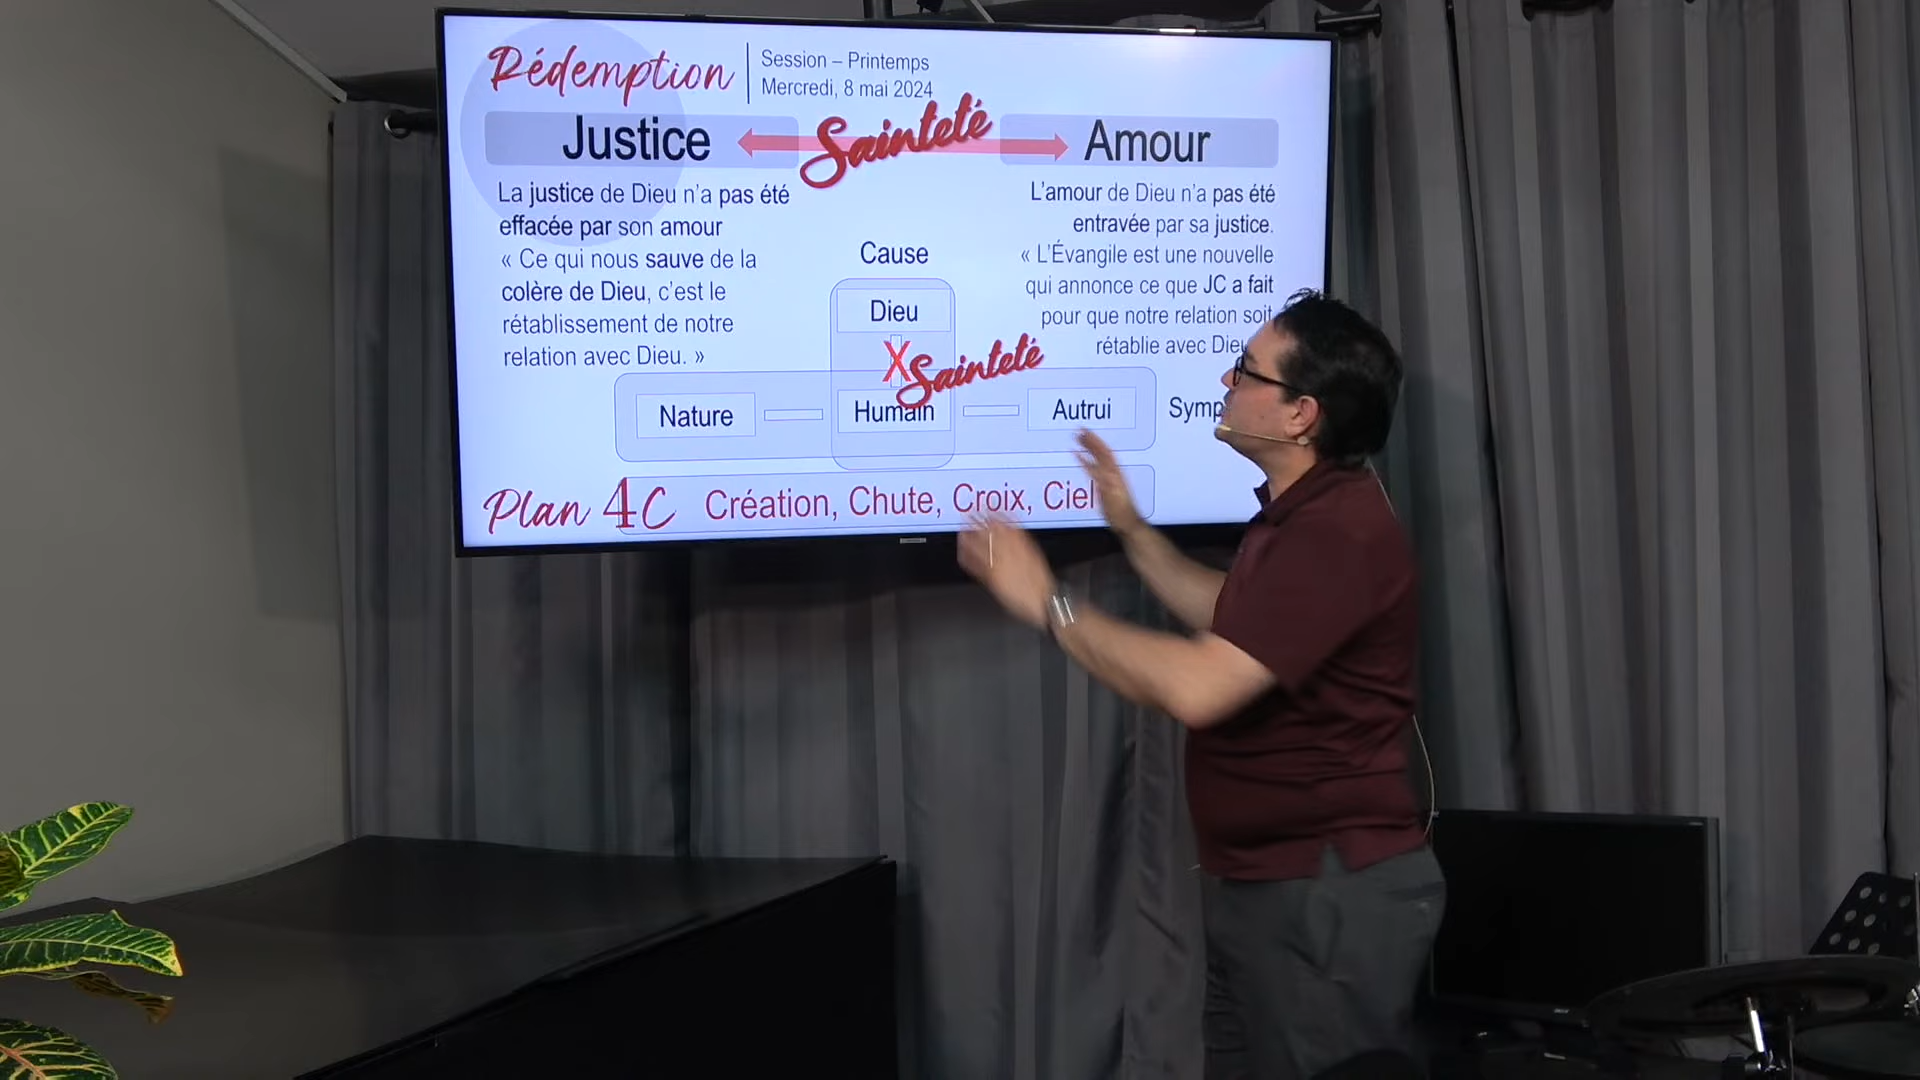 Rédemption
Session – Printemps
Mercredi, 8 mai 2024
Justice
Sainteté
Amour
La justice de Dieu n'a pas été
effacée par son amour
« Ce qui nous sauve de la
colère de Dieu, c'est le
rétablissement de notre
relation avec Dieu. »
L'amour de Dieu n'a pas été
entravée par sa justice.
« L'Évangile est une nouvelle
qui annonce ce que JC a fait
pour que notre relation soit
rétablie avec Dieu
Cause
Dieu
X
Sainteté
Nature
Humain
Autrui
Plan 4C
Création, Chute, Croix, Ciel